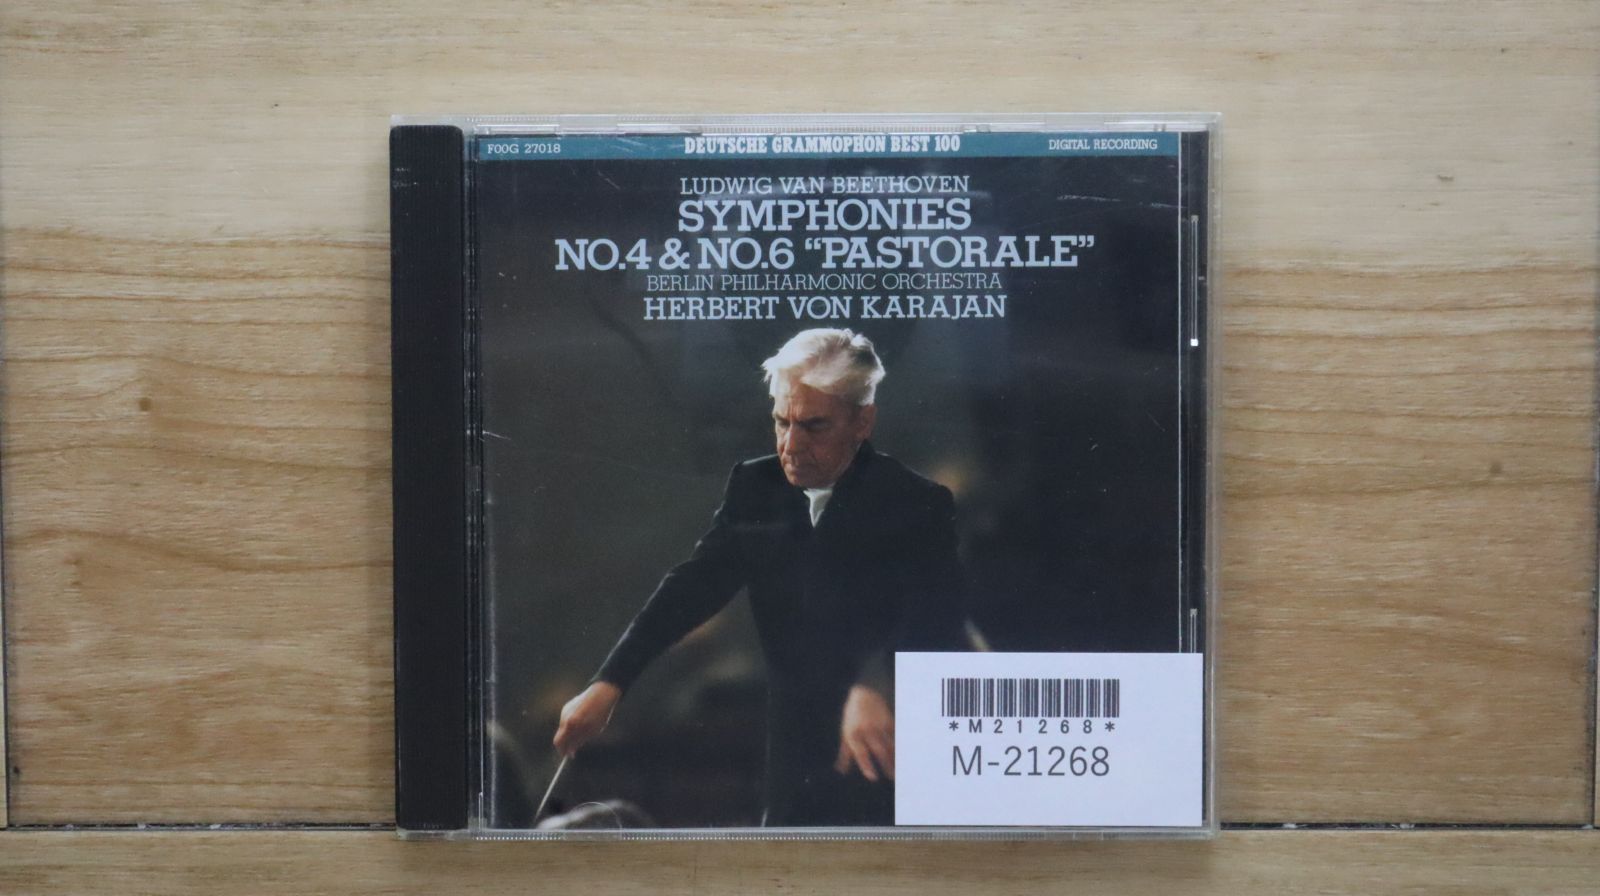 F00G 27018
DEUTSCHE GRAMMOPHON BEST 100
DIGITAL RECORDING
LUDWIG VAN BEETHOVEN
SYMPHONIES
NO.4 & NO.6 “PASTORALE”
BERLIN PHILHARMONIC ORCHESTRA
HERBERT VON KARAJAN
*M21268*
M-21268